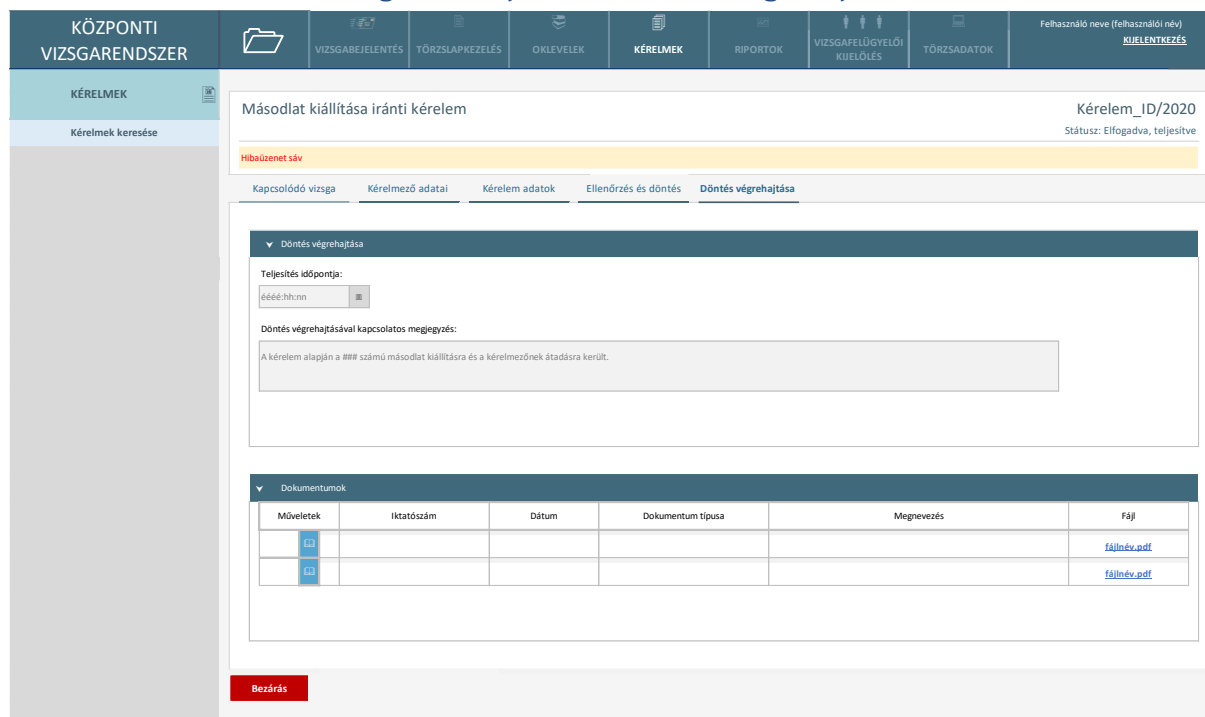 KÖZPONTI
VIZSGARENDSZER
VIZSGABEJELENTÉS
TÖRZSLAPKEZELÉS
OKLEVELEK
KÉRELMEK
RIPORTOK
VIZSGAFELÜGYELŐI
KIJELÖLÉS
TÖRZSADATOK
Felhasználó neve (felhasználói név)
KIJELENTKEZÉS
KÉRELMEK
Kérelmek keresése
Másodlat kiállítása iránti kérelem
Kérelem_ID/2020
Státusz: Elfogadva, teljesítve
Hibaüzenet sáv
Kapcsolódó vizsga Kérelmező adatai Kérelem adatok Ellenőrzés és döntés Döntés végrehajtása
Döntés végrehajtása
Teljesítés időpontja:
éééé:hh:nn
Döntés végrehajtásával kapcsolatos megjegyzés:
A kérelem alapján a ### számú másodlat kiállításra és a kérelmezőnek átadásra került.
Dokumentumok
Műveletek Iktatószám Dátum Dokumentum típusa Megnevezés Fájl
fájlnév.pdf
fájlnév.pdf
Bezárás